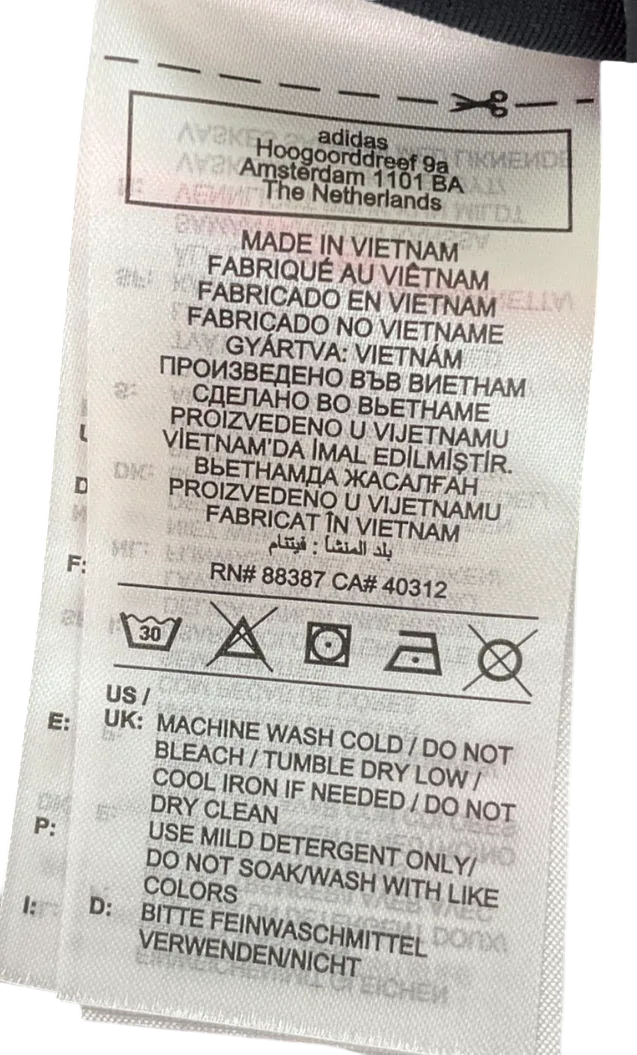 adidas
Hoogoorddreef 9a
Amsterdam 1101 BA
The Netherlands
MADE IN VIETNAM
FABRIQUÉ AU VIÊTNAM
FABRICADO EN VIETNAM
FABRICADO NO VIETNAME
GYÁRTVA: VIETNÁM
ПРОИЗВЕДЕНО ВЪВ ВИЕТНАМ
СДЕЛАНО ВО ВЬЕТНАМЕ
PROIZVEDENO U VIJETNAMU
VİETNAM'DA İMAL EDİLMİŞTİR.
ВЬЕТНАМДА ЖАСАЛҒАН
PROIZVEDENO U VIJETNAMU
FABRICAT ÎN VIETNAM
بلد المنشأ : فيتنام
RN# 88387 CA# 40312
30
US /
UK: MACHINE WASH COLD / DO NOT
BLEACH / TUMBLE DRY LOW /
COOL IRON IF NEEDED / DO NOT
DRY CLEAN
USE MILD DETERGENT ONLY/
DO NOT SOAK/WASH WITH LIKE
COLORS
D: BITTE FEINWASCHMITTEL
VERWENDEN/NICHT
F:
E:
P:
I: